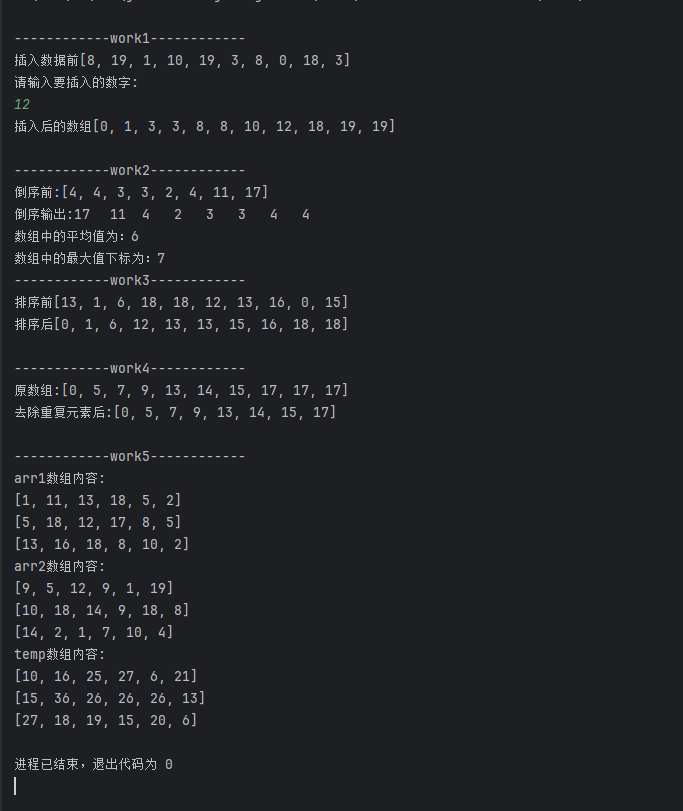 ------------work1------------
插入数据前[8, 19, 1, 10, 19, 3, 8, 0, 18, 3]
请输入要插入的数字:
12
插入后的数组[0, 1, 3, 3, 8, 8, 10, 12, 18, 19, 19]
------------work2------------
倒序前:[4, 4, 3, 3, 2, 4, 11, 17]
倒序输出:17  11  4   2   3   3   4   4
数组中的平均值为：6
数组中的最大值下标为：7
------------work3------------
排序前[13, 1, 6, 18, 18, 12, 13, 16, 0, 15]
排序后[0, 1, 6, 12, 13, 13, 15, 16, 18, 18]
------------work4------------
原数组:[0, 5, 7, 9, 13, 14, 15, 17, 17, 17]
去除重复元素后:[0, 5, 7, 9, 13, 14, 15, 17]
------------work5------------
arr1数组内容:
[1, 11, 13, 18, 5, 2]
[5, 18, 12, 17, 8, 5]
[13, 16, 18, 8, 10, 2]
arr2数组内容:
[9, 5, 12, 9, 1, 19]
[10, 18, 14, 9, 18, 8]
[14, 2, 1, 7, 10, 4]
temp数组内容:
[10, 16, 25, 27, 6, 21]
[15, 36, 26, 26, 26, 13]
[27, 18, 19, 15, 20, 6]
进程已结束，退出代码为 0